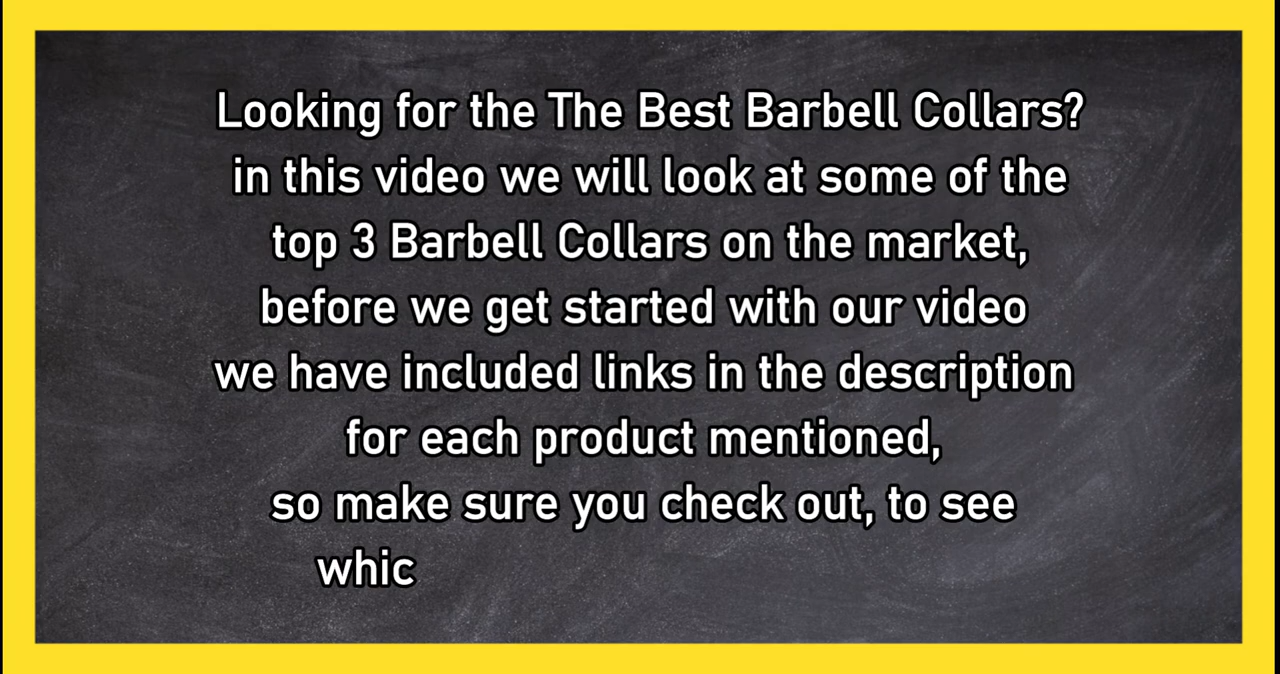 Looking for the The Best Barbell Collars?
in this video we will look at some of the
top 3 Barbell Collars on the market,
before we get started with our video
we have included links in the description
for each product mentioned,
so make sure you check out, to see
whic